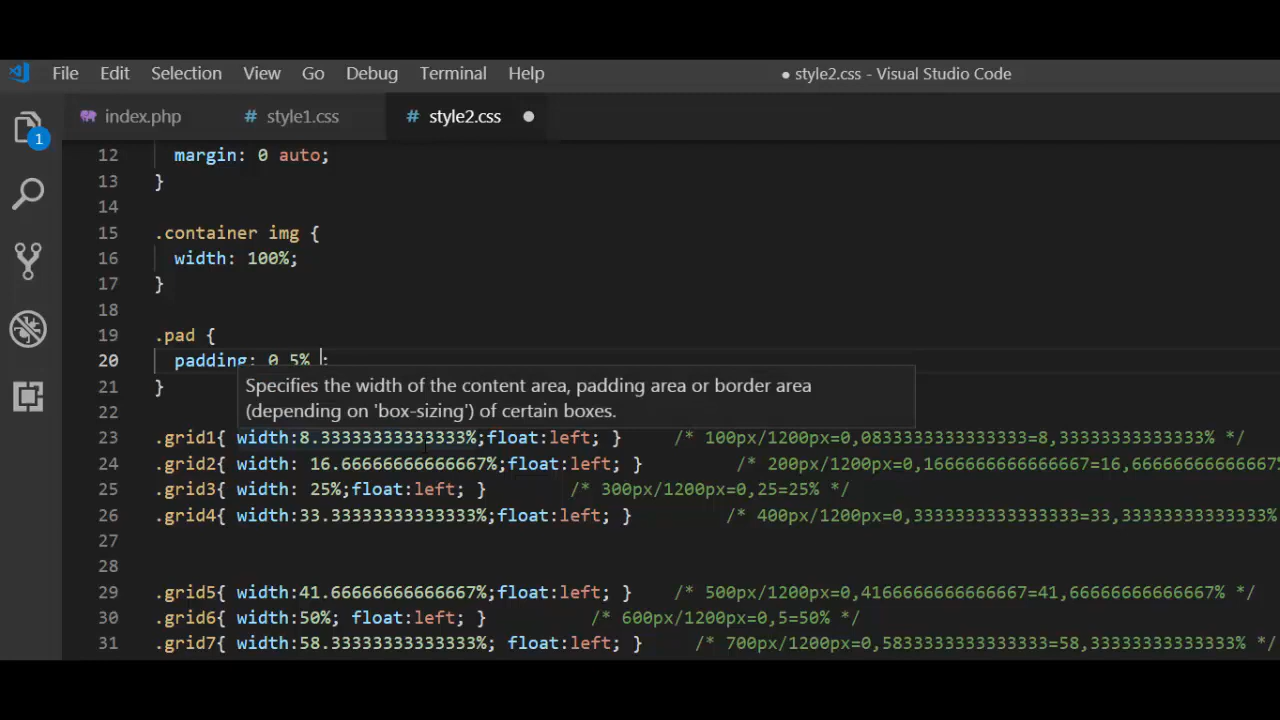 File Edit Selection View Go Debug Terminal Help ● style2.css - Visual Studio Code
index.php # style1.css # style2.css ●
1
12 margin: 0 auto;
13 }
14
15 .container img {
16 width: 100%;
17 }
18
19 .pad {
20 padding: 0 5% ;
21 }
Specifies the width of the content area, padding area or border area
(depending on 'box-sizing') of certain boxes.
22
23 .grid1{ width:8.33333333333333%;float:left; } /* 100px/1200px=0,0833333333333333=8,33333333333333% */
24 .grid2{ width: 16.66666666666667%;float:left; } /* 200px/1200px=0,1666666666666667=16,66666666666667%
25 .grid3{ width: 25%;float:left; } /* 300px/1200px=0,25=25% */
26 .grid4{ width:33.33333333333333%;float:left; } /* 400px/1200px=0,3333333333333333=33,33333333333333%
27
28
29 .grid5{ width:41.66666666666667%;float:left; } /* 500px/1200px=0,4166666666666667=41,66666666666667% */
30 .grid6{ width:50%; float:left; } /* 600px/1200px=0,5=50% */
31 .grid7{ width:58.33333333333333%; float:left; } /* 700px/1200px=0,5833333333333333=58,33333333333333% */